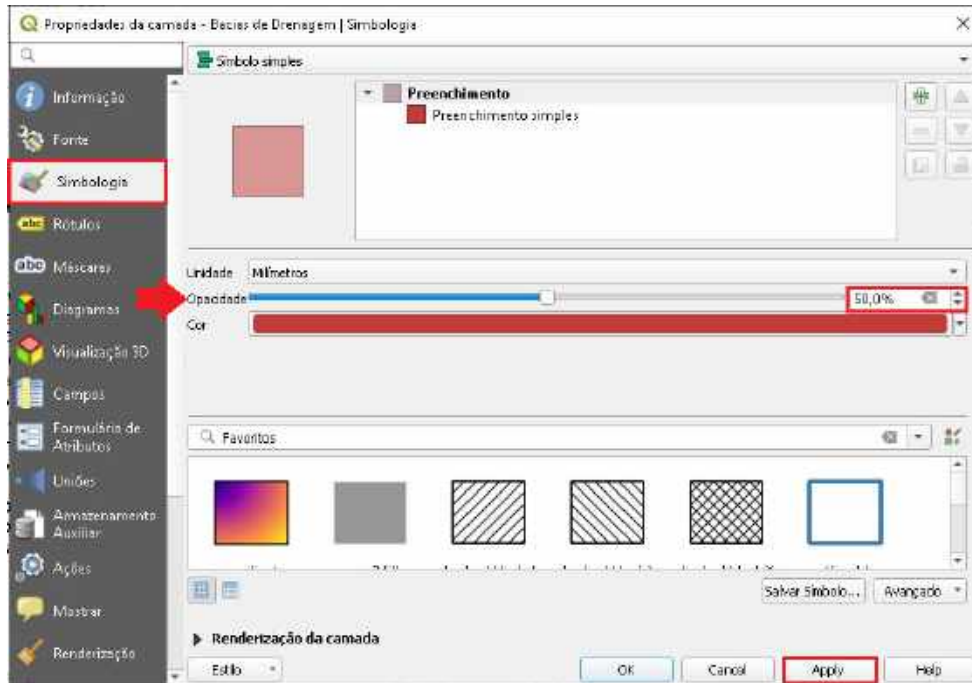 Propriedades da camada - Bacias de Drenagem | Simbologia
Símbolo simples
Informação
Fonte
Simbologia
Rótulos
Máscaras
Diagramas
Visualização 3D
Campos
Formulário de
Atributos
Uniões
Armazenamento
Auxiliar
Ações
Mostrar
Renderização
Preenchimento
Preenchimento simples
Unidade Milímetros
Opacidade 50,0%
Cor
Favoritos
Salvar Símbolo... Avançado
Renderização da camada
Estilo OK Cancel Apply Help